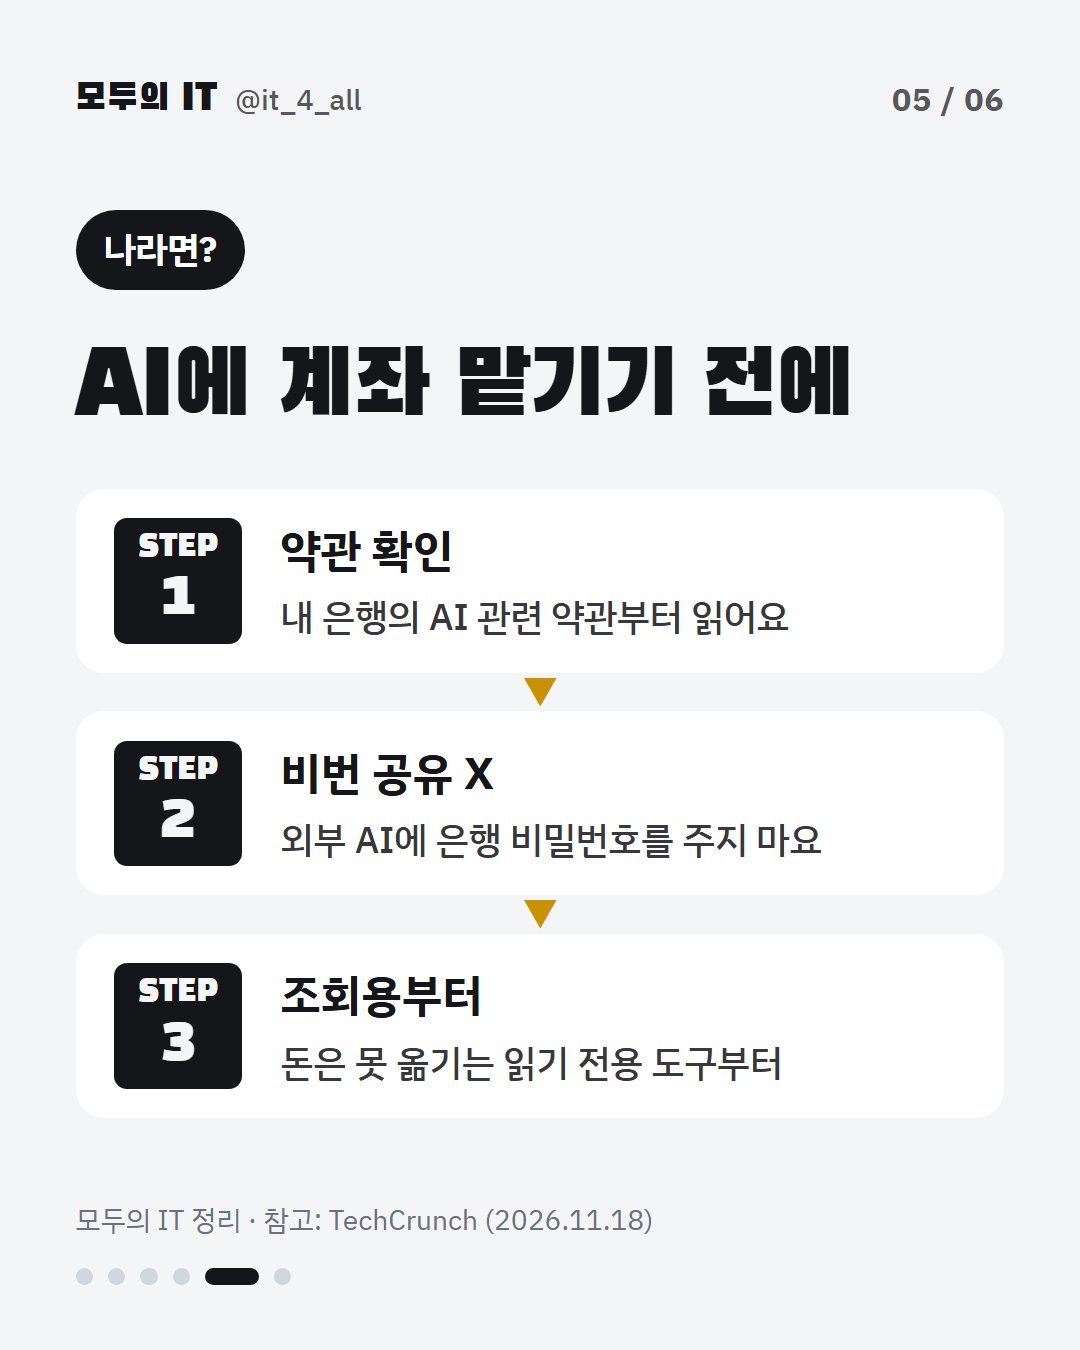 모두의 IT @it_4_all
05 / 06
나라면?
AI에 계좌 맡기기 전에
STEP
1
약관 확인
내 은행의 AI 관련 약관부터 읽어요
STEP
2
비번 공유 X
외부 AI에 은행 비밀번호를 주지 마요
STEP
3
조회용부터
돈은 못 옮기는 읽기 전용 도구부터
모두의 IT 정리 · 참고: TechCrunch (2026.11.18)